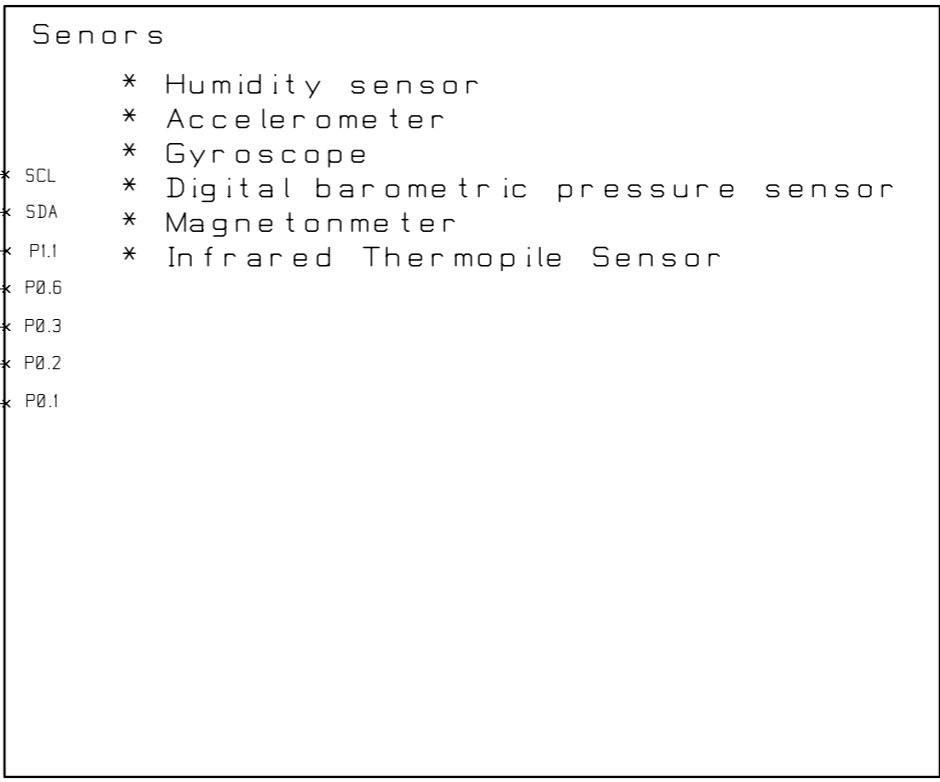 Senors
* Humidity sensor
* Accelerometer
* Gyroscope
* Digital barometric pressure sensor
* Magnetonmeter
* Infrared Thermopile Sensor
SCL
SDA
P1.1
P0.6
P0.3
P0.2
P0.1